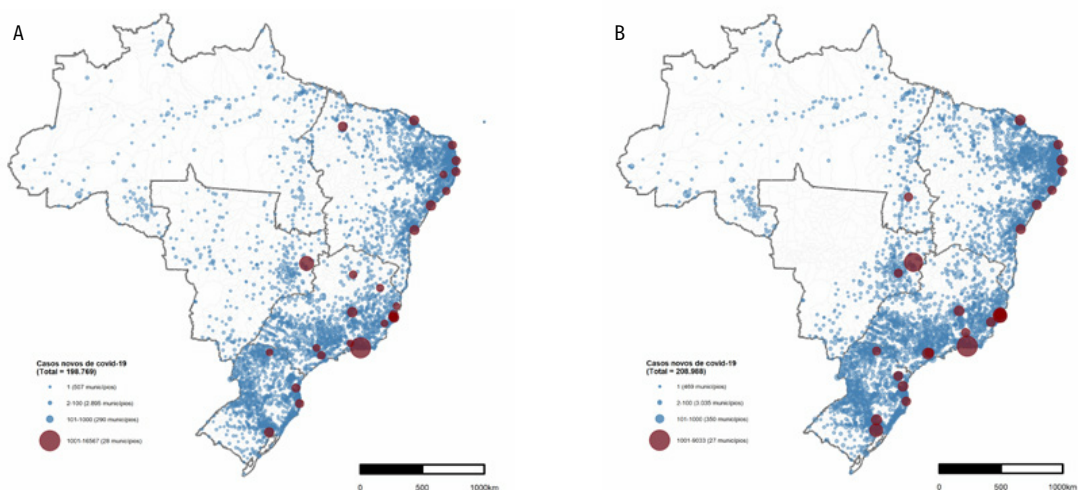 A
Casos novos de covid-19
(Total = 198.769)
1 (507 municípios)
2-100 (2.895 municípios)
101-1000 (290 municípios)
1001-16567 (28 municípios)
0 500 1000km
B
Casos novos de covid-19
(Total = 208.988)
1 (469 municípios)
2-100 (3.035 municípios)
101-1000 (350 municípios)
1001-9033 (27 municípios)
0 500 1000km